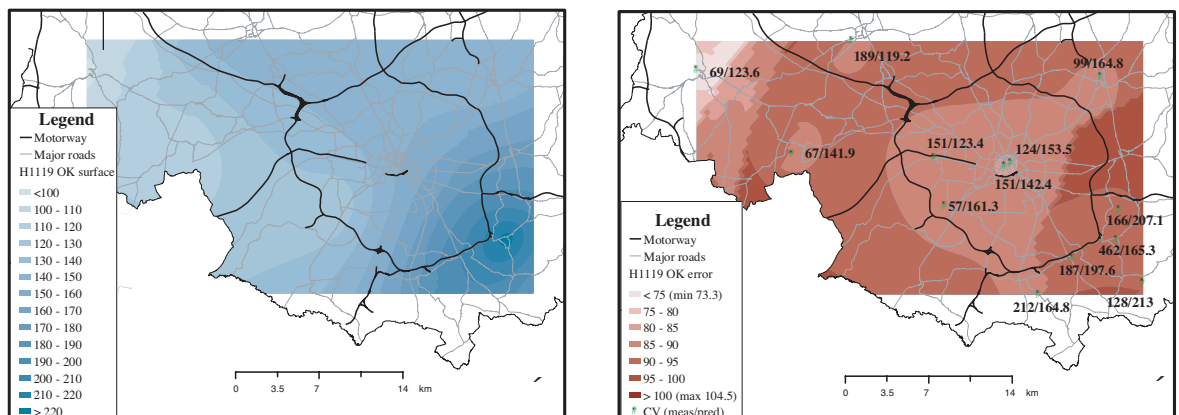 Legend
Motorway
Major roads
H1119 OK surface
<100
100 - 110
110 - 120
120 - 130
130 - 140
140 - 150
150 - 160
160 - 170
170 - 180
180 - 190
190 - 200
200 - 210
210 - 220
> 220
0 3.5 7 14 km
189/119.2
99/164.8
69/123.6
151/123.4
124/153.5
67/141.9
151/142.4
57/161.3
166/207.1
462/165.3
187/197.6
128/213
212/164.8
Legend
Motorway
Major roads
H1119 OK error
< 75 (min 73.3)
75 - 80
80 - 85
85 - 90
90 - 95
95 - 100
> 100 (max 104.5)
CV (meas/pred)
0 3.5 7 14 km